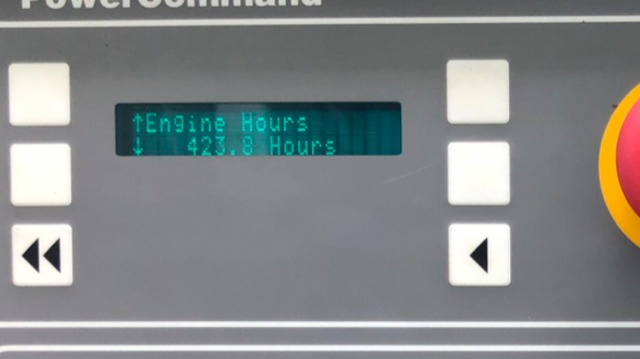 PowerCommand
↑Engine Hours
↓ 423.8 Hours